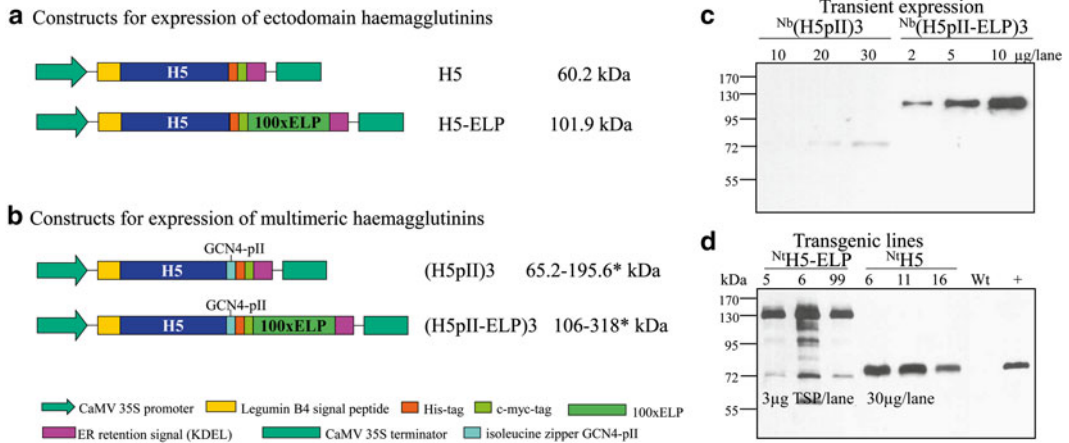 a Constructs for expression of ectodomain haemagglutinins
H5
H5 60.2 kDa
H5 100xELP
H5-ELP 101.9 kDa
b Constructs for expression of multimeric haemagglutinins
GCN4-pII
H5
(H5pII)3 65.2-195.6* kDa
GCN4-pII
H5 100xELP
(H5pII-ELP)3 106-318* kDa
CaMV 35S promoter Legumin B4 signal peptide His-tag c-myc-tag 100xELP
ER retention signal (KDEL) CaMV 35S terminator isoleucine zipper GCN4-pII
c Transient expression
Nb(H5pII)3 Nb(H5pII-ELP)3
10 20 30 2 5 10 µg/lane
170
130
95
72
55
d Transgenic lines
NtH5-ELP NtH5
kDa 5 6 99 6 11 16 Wt +
170
130
95
72
55
3µg TSP/lane 30µg/lane